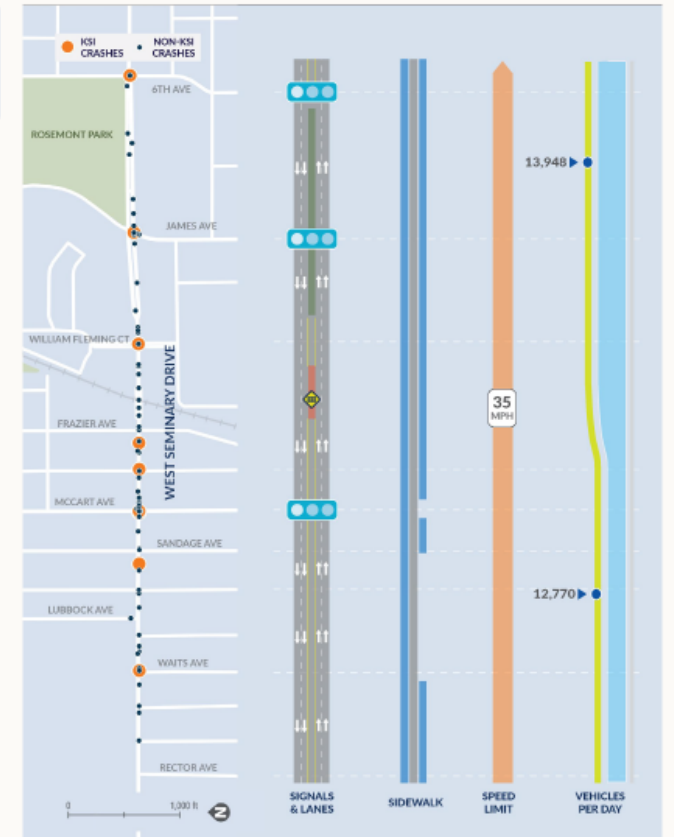 KSI
CRASHES
NON-KSI
CRASHES
6TH AVE
ROSEMONT PARK
JAMES AVE
WILLIAM FLEMING CT
WEST SEMINARY DRIVE
FRAZIER AVE
MCCART AVE
SANDAGE AVE
LUBBOCK AVE
WAITS AVE
RECTOR AVE
0
1,000 ft
N
13,948
35
MPH
12,770
SIGNALS
& LANES
SIDEWALK
SPEED
LIMIT
VEHICLES
PER DAY